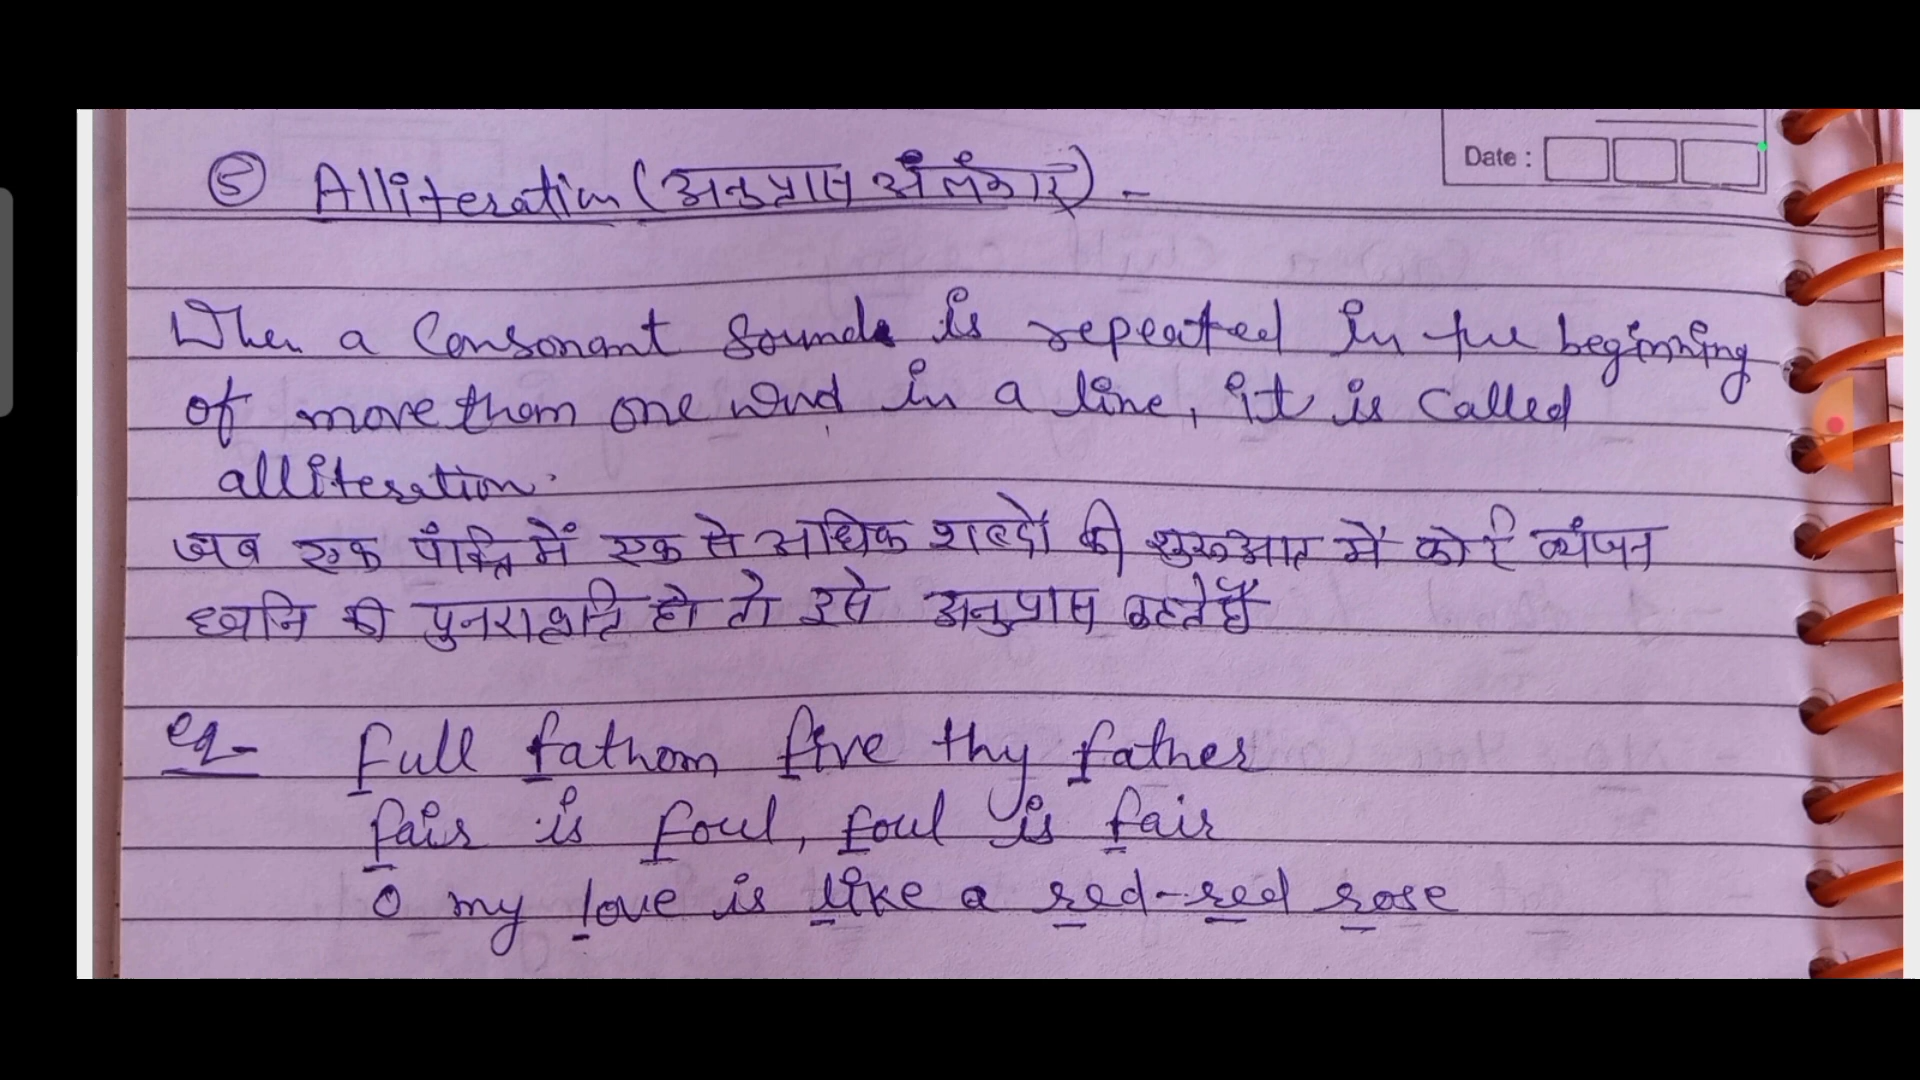 Date :
⑤ Alliteration (अनुप्रास अंलंकार) -
When a Consonant Sound is repeated in the beginning
of more than one word in a line, it is Called
alliteration.
जब एक पंक्ति में एक से अधिक शब्दों की शुरूआत में कोई व्यंजन
ध्वनि की पुनरावृत्ति हो तो इसे अनुप्रास कहते हैं
eg- Full fathom five thy father
fair is foul, foul is fair
O my love is like a red-red rose